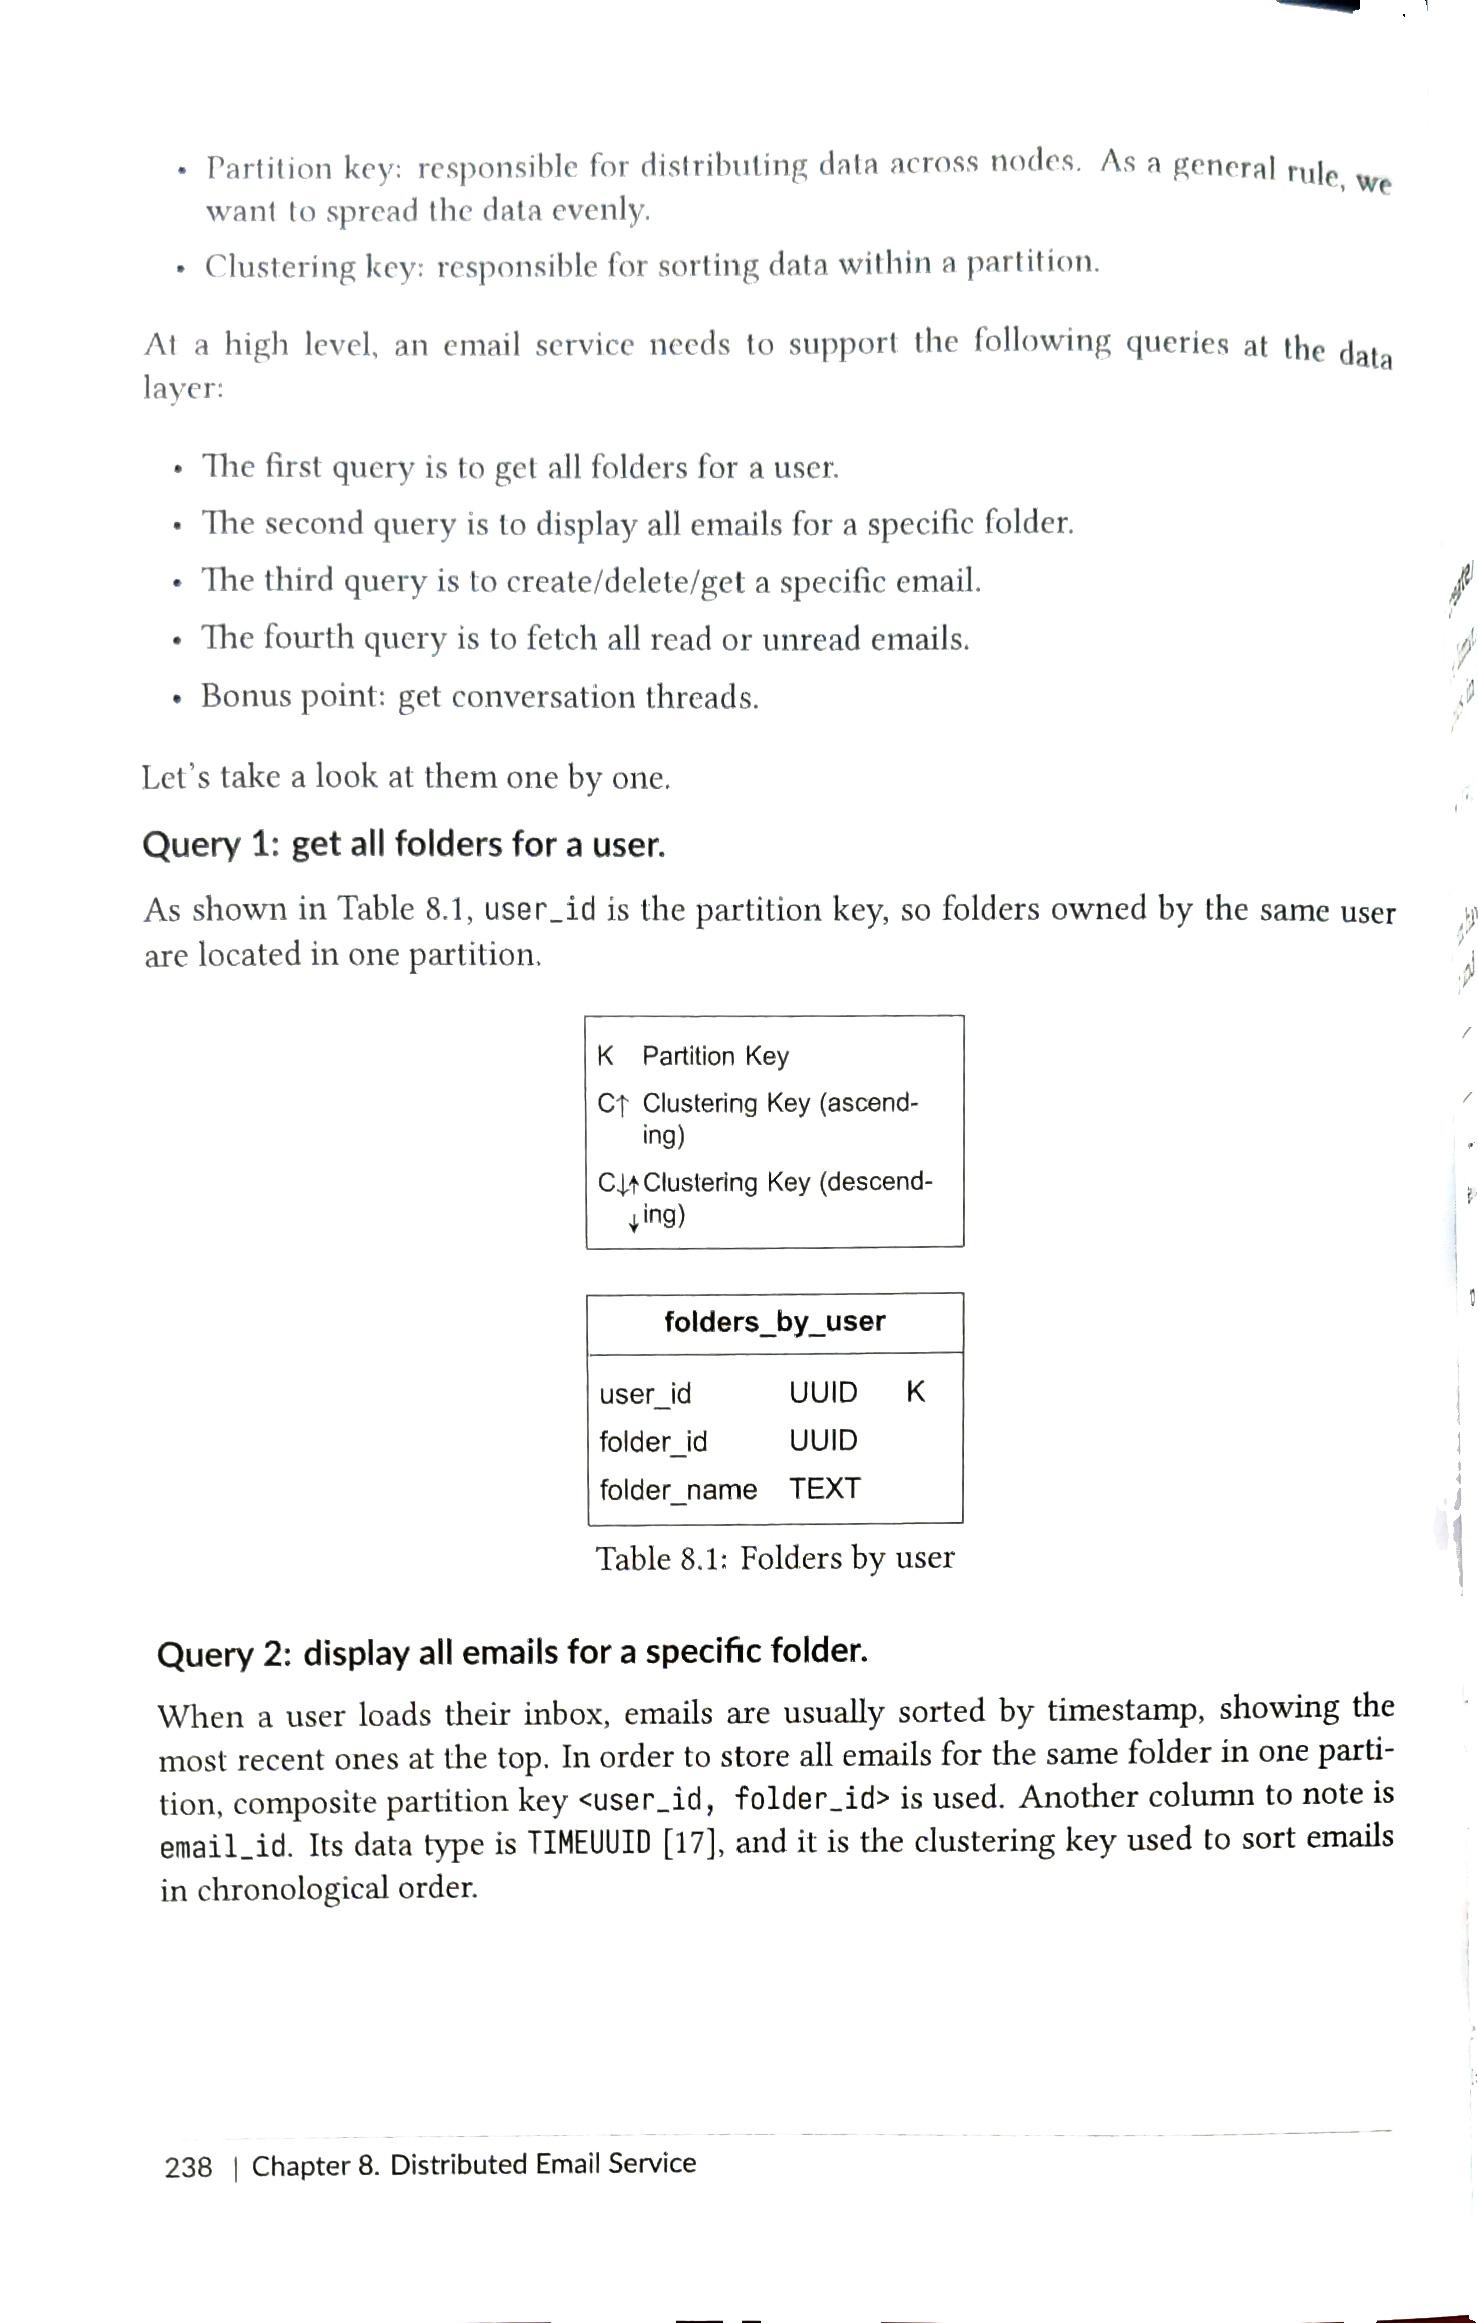 • Partition key: responsible for distributing data across nodes. As a general rule, we
want to spread the data evenly.
• Clustering key: responsible for sorting data within a partition.
At a high level, an email service needs to support the following queries at the data
layer:
• The first query is to get all folders for a user.
• The second query is to display all emails for a specific folder.
• The third query is to create/delete/get a specific email.
• The fourth query is to fetch all read or unread emails.
• Bonus point: get conversation threads.
Let's take a look at them one by one.
Query 1: get all folders for a user.
As shown in Table 8.1, user_id is the partition key, so folders owned by the same user
are located in one partition.
K Partition Key
C↑ Clustering Key (ascend-
ing)
C↓↑ Clustering Key (descend-
↓ ing)
folders_by_user
user_id UUID K
folder_id UUID
folder_name TEXT
Table 8.1: Folders by user
Query 2: display all emails for a specific folder.
When a user loads their inbox, emails are usually sorted by timestamp, showing the
most recent ones at the top. In order to store all emails for the same folder in one parti-
tion, composite partition key <user_id, folder_id> is used. Another column to note is
email_id. Its data type is TIMEUUID [17], and it is the clustering key used to sort emails
in chronological order.
238 | Chapter 8. Distributed Email Service